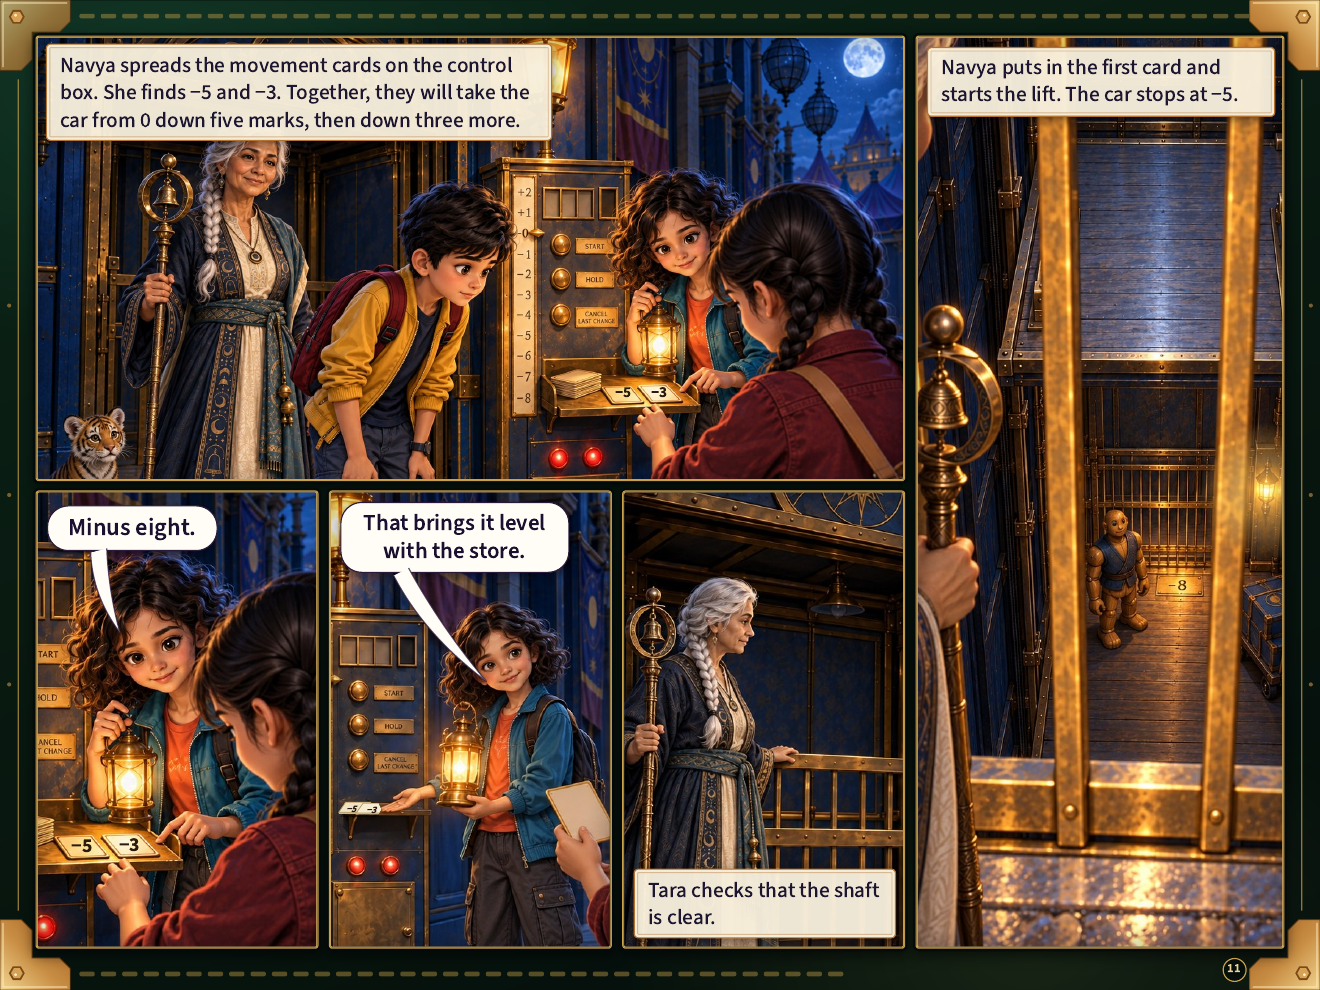 Navya spreads the movement cards on the control
box. She finds −5 and −3. Together, they will take the
car from 0 down five marks, then down three more.
+2
+1
0
−1
−2
−3
−4
−5
−6
−7
−8
START
HOLD
CANCEL
LAST CHANGE
−5
−3
Minus eight.
TART
HOLD
ANCEL
T CHANGE
−5
−3
That brings it level
with the store.
START
HOLD
CANCEL
LAST CHANGE
−5
−3
Tara checks that the shaft
is clear.
Navya puts in the first card and
starts the lift. The car stops at −5.
−8
11